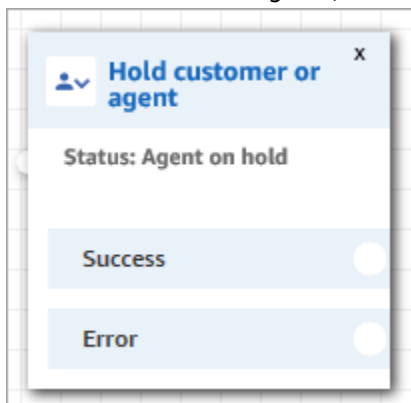 Hold customer or
agent
x
Status: Agent on hold
Success
Error